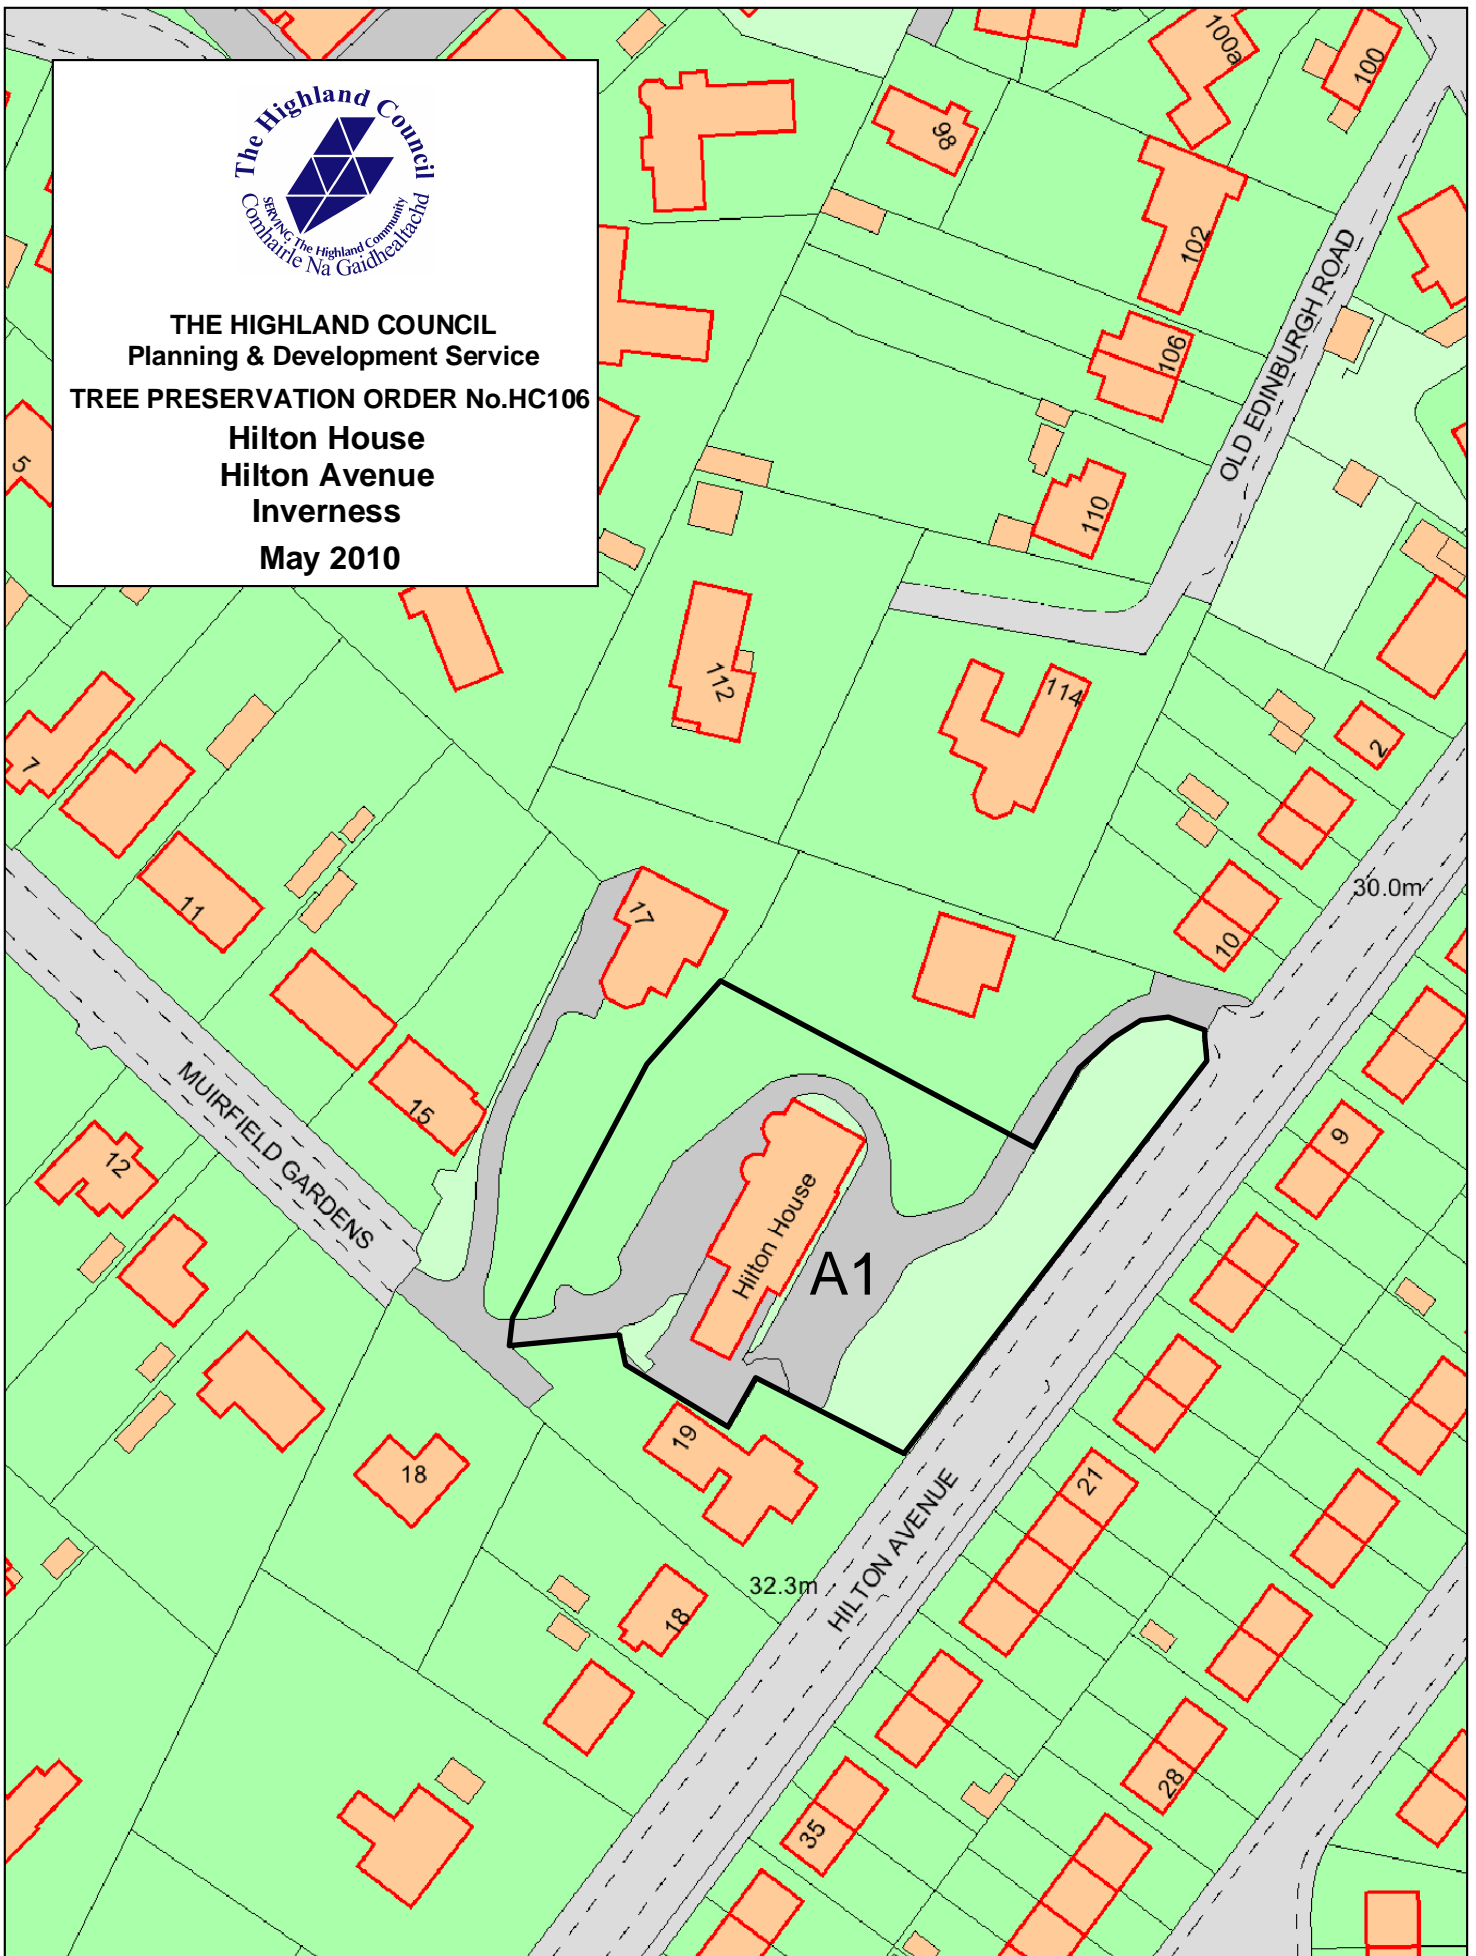 The Highland Council
SERVING The Highland Community
Comhairle Na Gaidhealtachd
THE HIGHLAND COUNCIL
Planning & Development Service
TREE PRESERVATION ORDER No.HC106
Hilton House
Hilton Avenue
Inverness
May 2010
100a
100
98
102
OLD EDINBURGH ROAD
106
5
110
112
114
7
2
11
17
10
30.0m
15
MUIRFIELD GARDENS
12
9
Hilton House
A1
19
18
21
HILTON AVENUE
32.3m
18
28
35